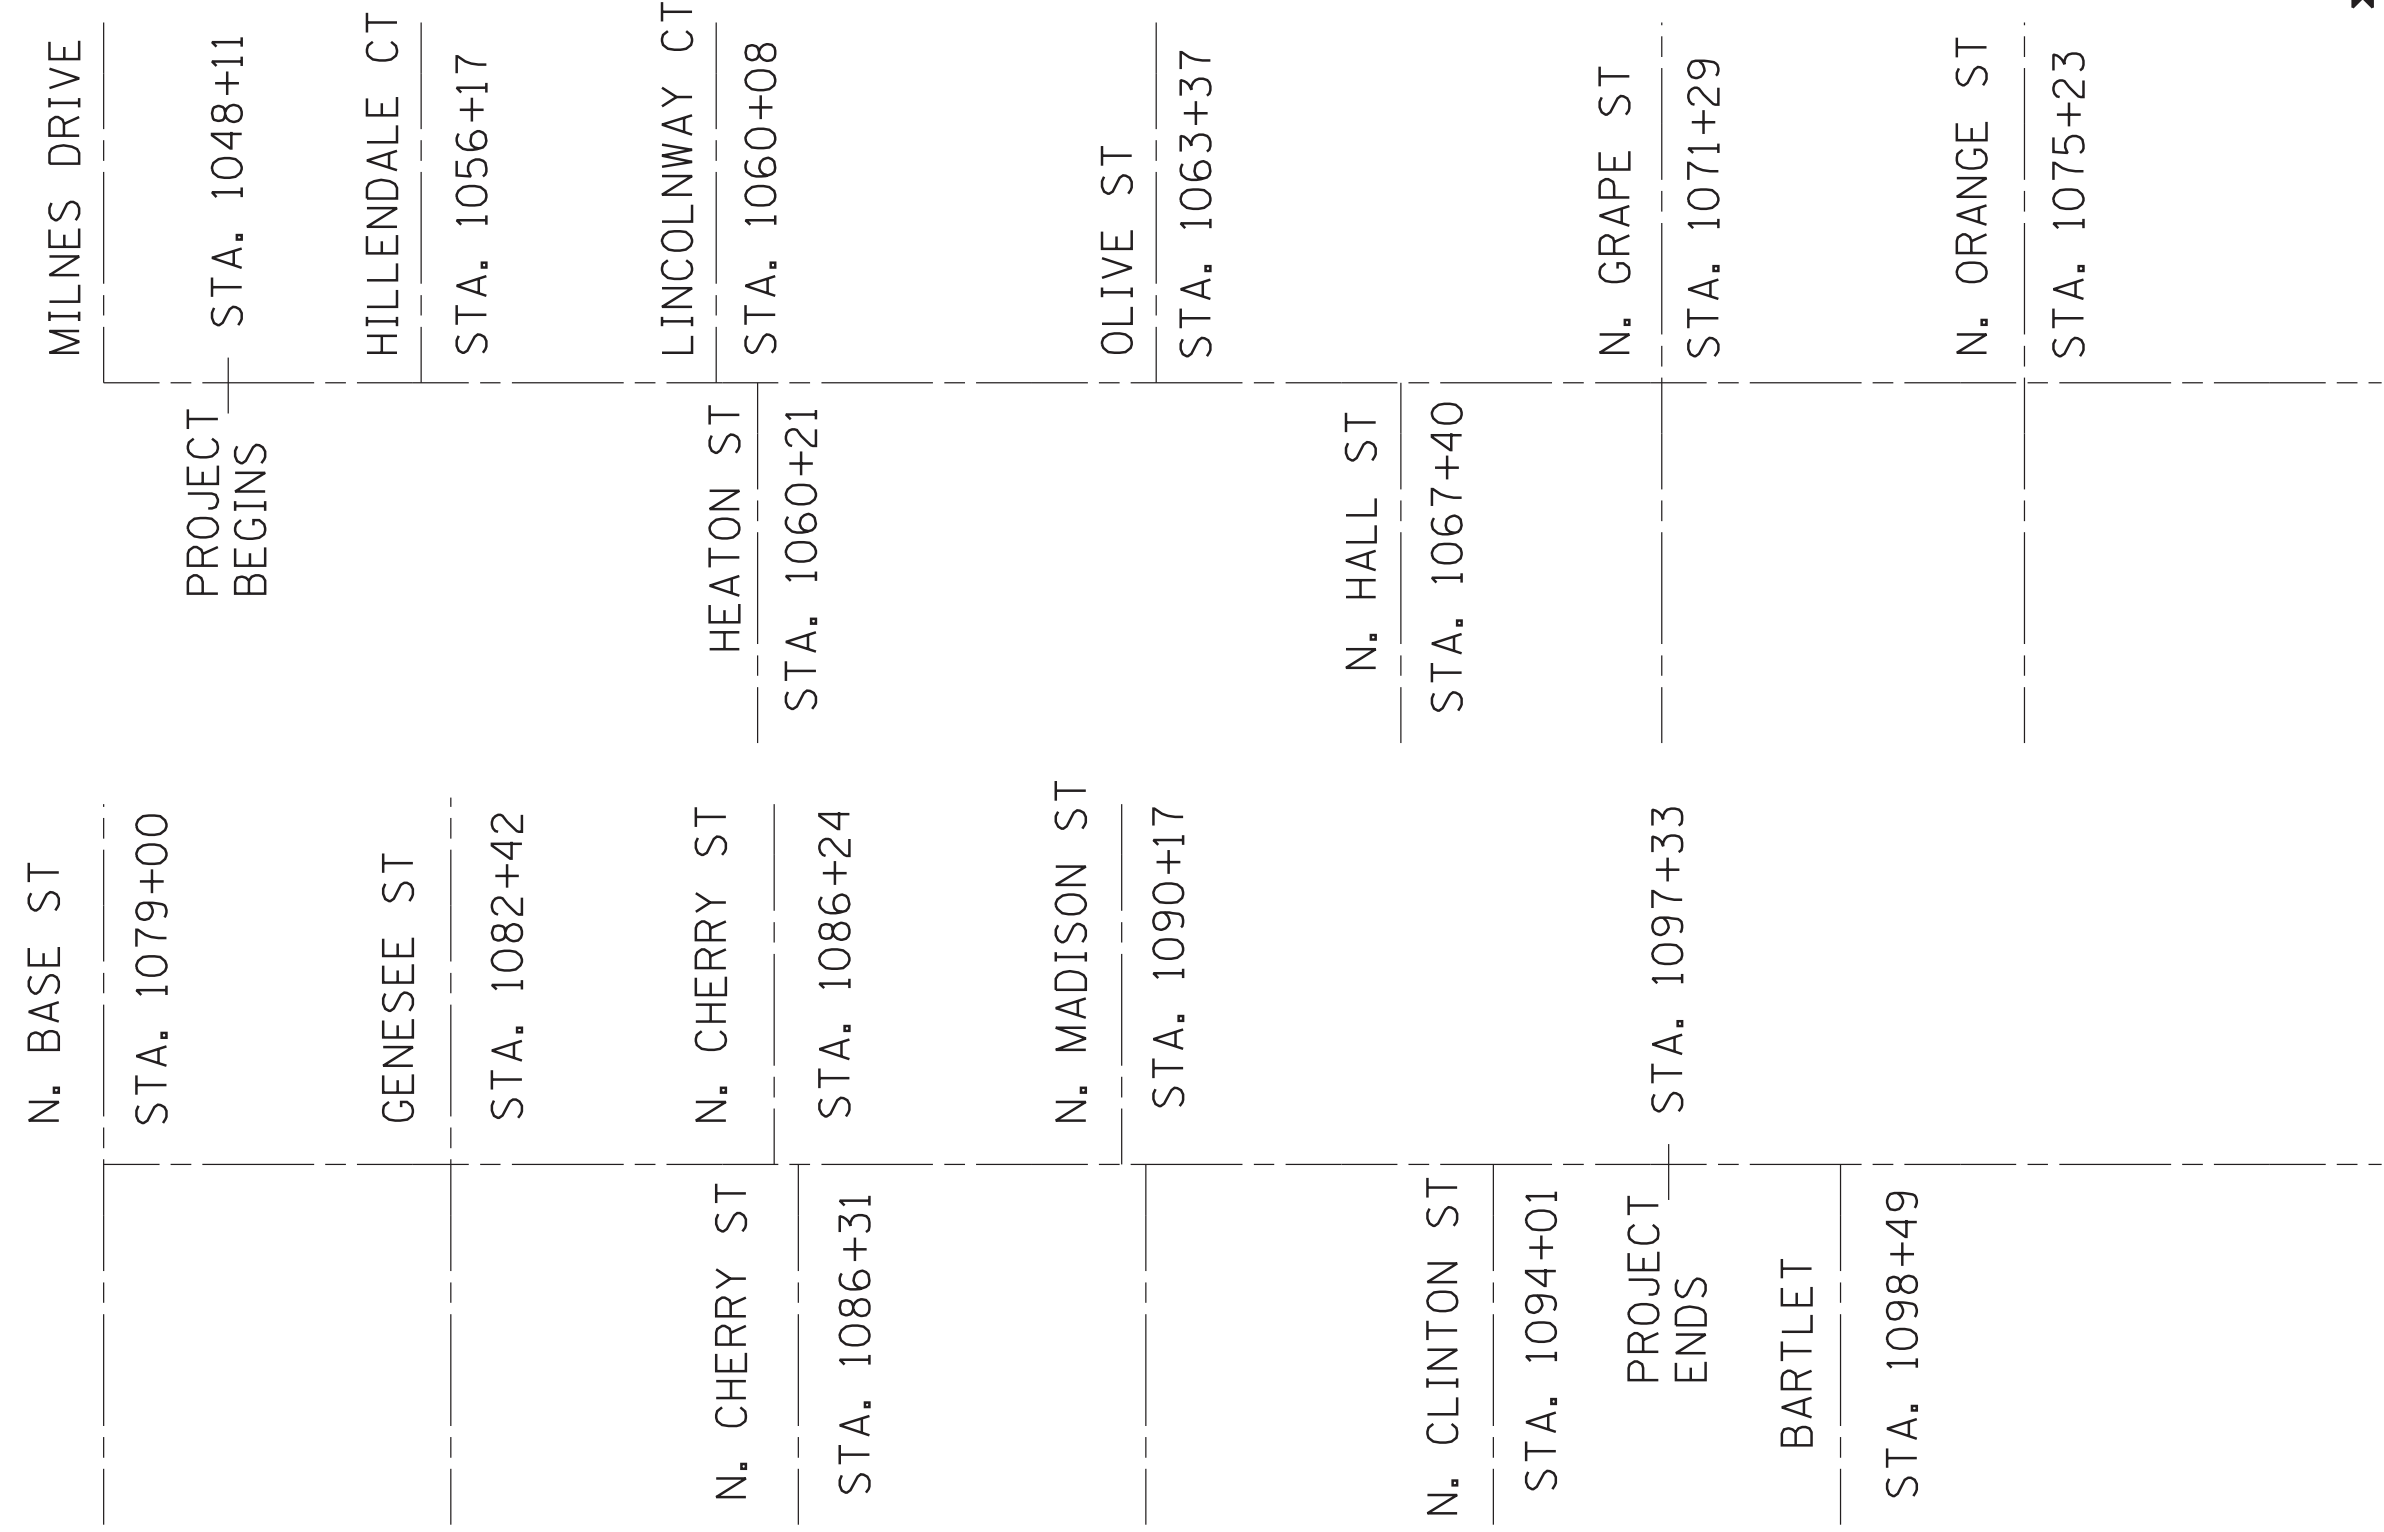 MILNES DRIVE
STA. 1048+11
PROJECT
BEGINS
HILLENDALE CT
STA. 1056+17
LINCOLNWAY CT
STA. 1060+08
HEATON ST
STA. 1060+21
OLIVE ST
STA. 1063+37
N. HALL ST
STA. 1067+40
N. GRAPE ST
STA. 1071+29
N. ORANGE ST
STA. 1075+23
N. BASE ST
STA. 1079+00
GENESEE ST
STA. 1082+42
N. CHERRY ST
STA. 1086+24
N. CHERRY ST
STA. 1086+31
N. MADISON ST
STA. 1090+17
N. CLINTON ST
STA. 1094+01
STA. 1097+33
PROJECT
ENDS
BARTLET
STA. 1098+49